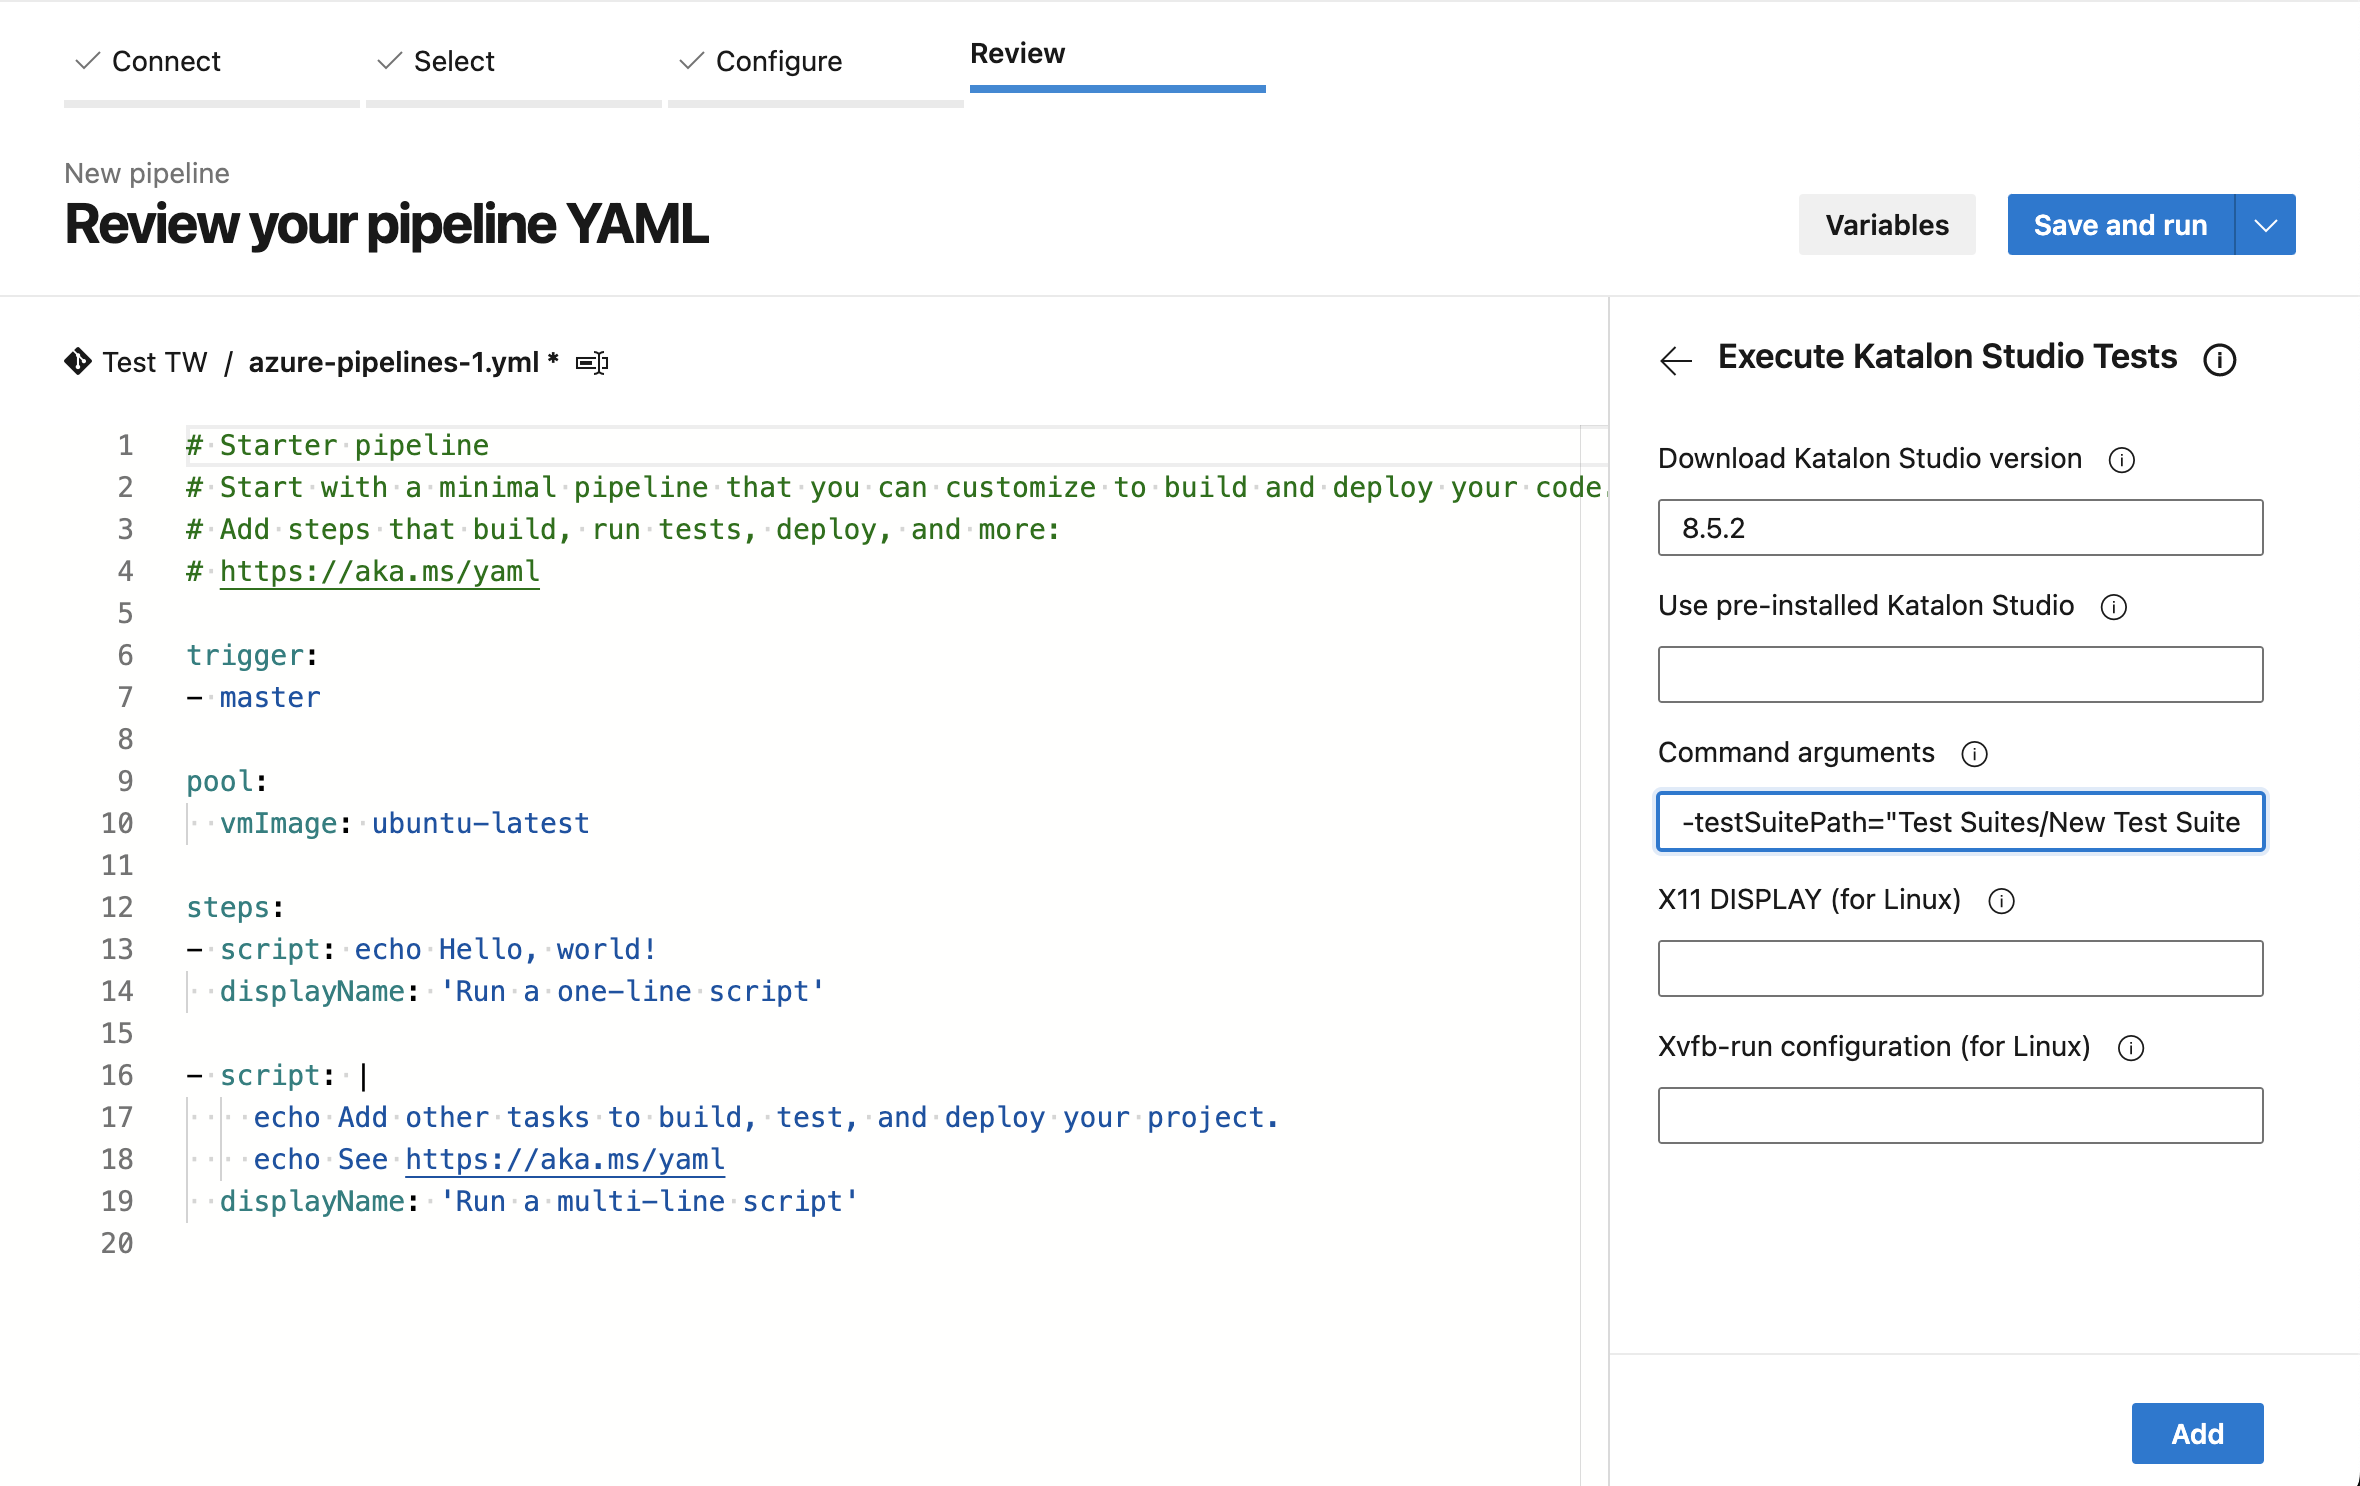 Connect
Select
Configure
Review
New pipeline
Review your pipeline YAML
Variables
Save and run
Test TW / azure-pipelines-1.yml *
1 # Starter pipeline
2 # Start with a minimal pipeline that you can customize to build and deploy your code.
3 # Add steps that build, run tests, deploy, and more:
4 # https://aka.ms/yaml
5
6 trigger:
7 - master
8
9 pool:
10 vmImage: ubuntu-latest
11
12 steps:
13 - script: echo Hello, world!
14 displayName: 'Run a one-line script'
15
16 - script: |
17 echo Add other tasks to build, test, and deploy your project.
18 echo See https://aka.ms/yaml
19 displayName: 'Run a multi-line script'
20
Execute Katalon Studio Tests
Download Katalon Studio version
8.5.2
Use pre-installed Katalon Studio
Command arguments
-testSuitePath="Test Suites/New Test Suite
X11 DISPLAY (for Linux)
Xvfb-run configuration (for Linux)
Add